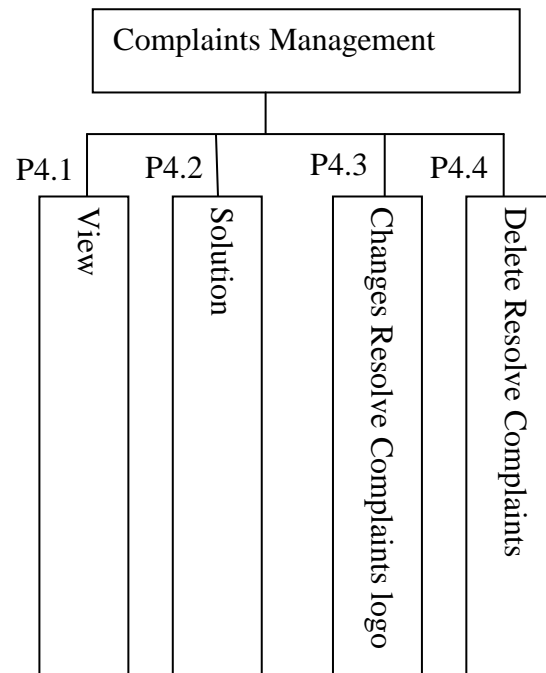 Complaints Management
P4.1
P4.2
P4.3
P4.4
View
Solution
Changes Resolve Complaints logo
Delete Resolve Complaints